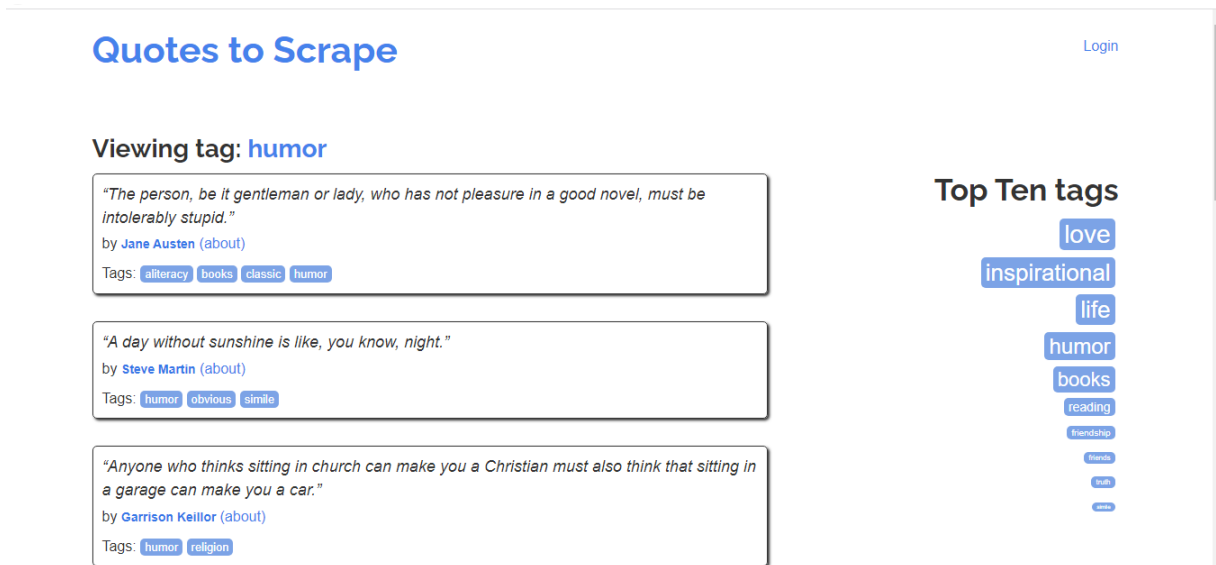 Quotes to Scrape
Login
Viewing tag: humor
“The person, be it gentleman or lady, who has not pleasure in a good novel, must be
intolerably stupid.”
by Jane Austen (about)
Tags: aliteracy books classic humor
“A day without sunshine is like, you know, night.”
by Steve Martin (about)
Tags: humor obvious simile
“Anyone who thinks sitting in church can make you a Christian must also think that sitting in
a garage can make you a car.”
by Garrison Keillor (about)
Tags: humor religion
Top Ten tags
love
inspirational
life
humor
books
reading
friendship
friends
truth
simile